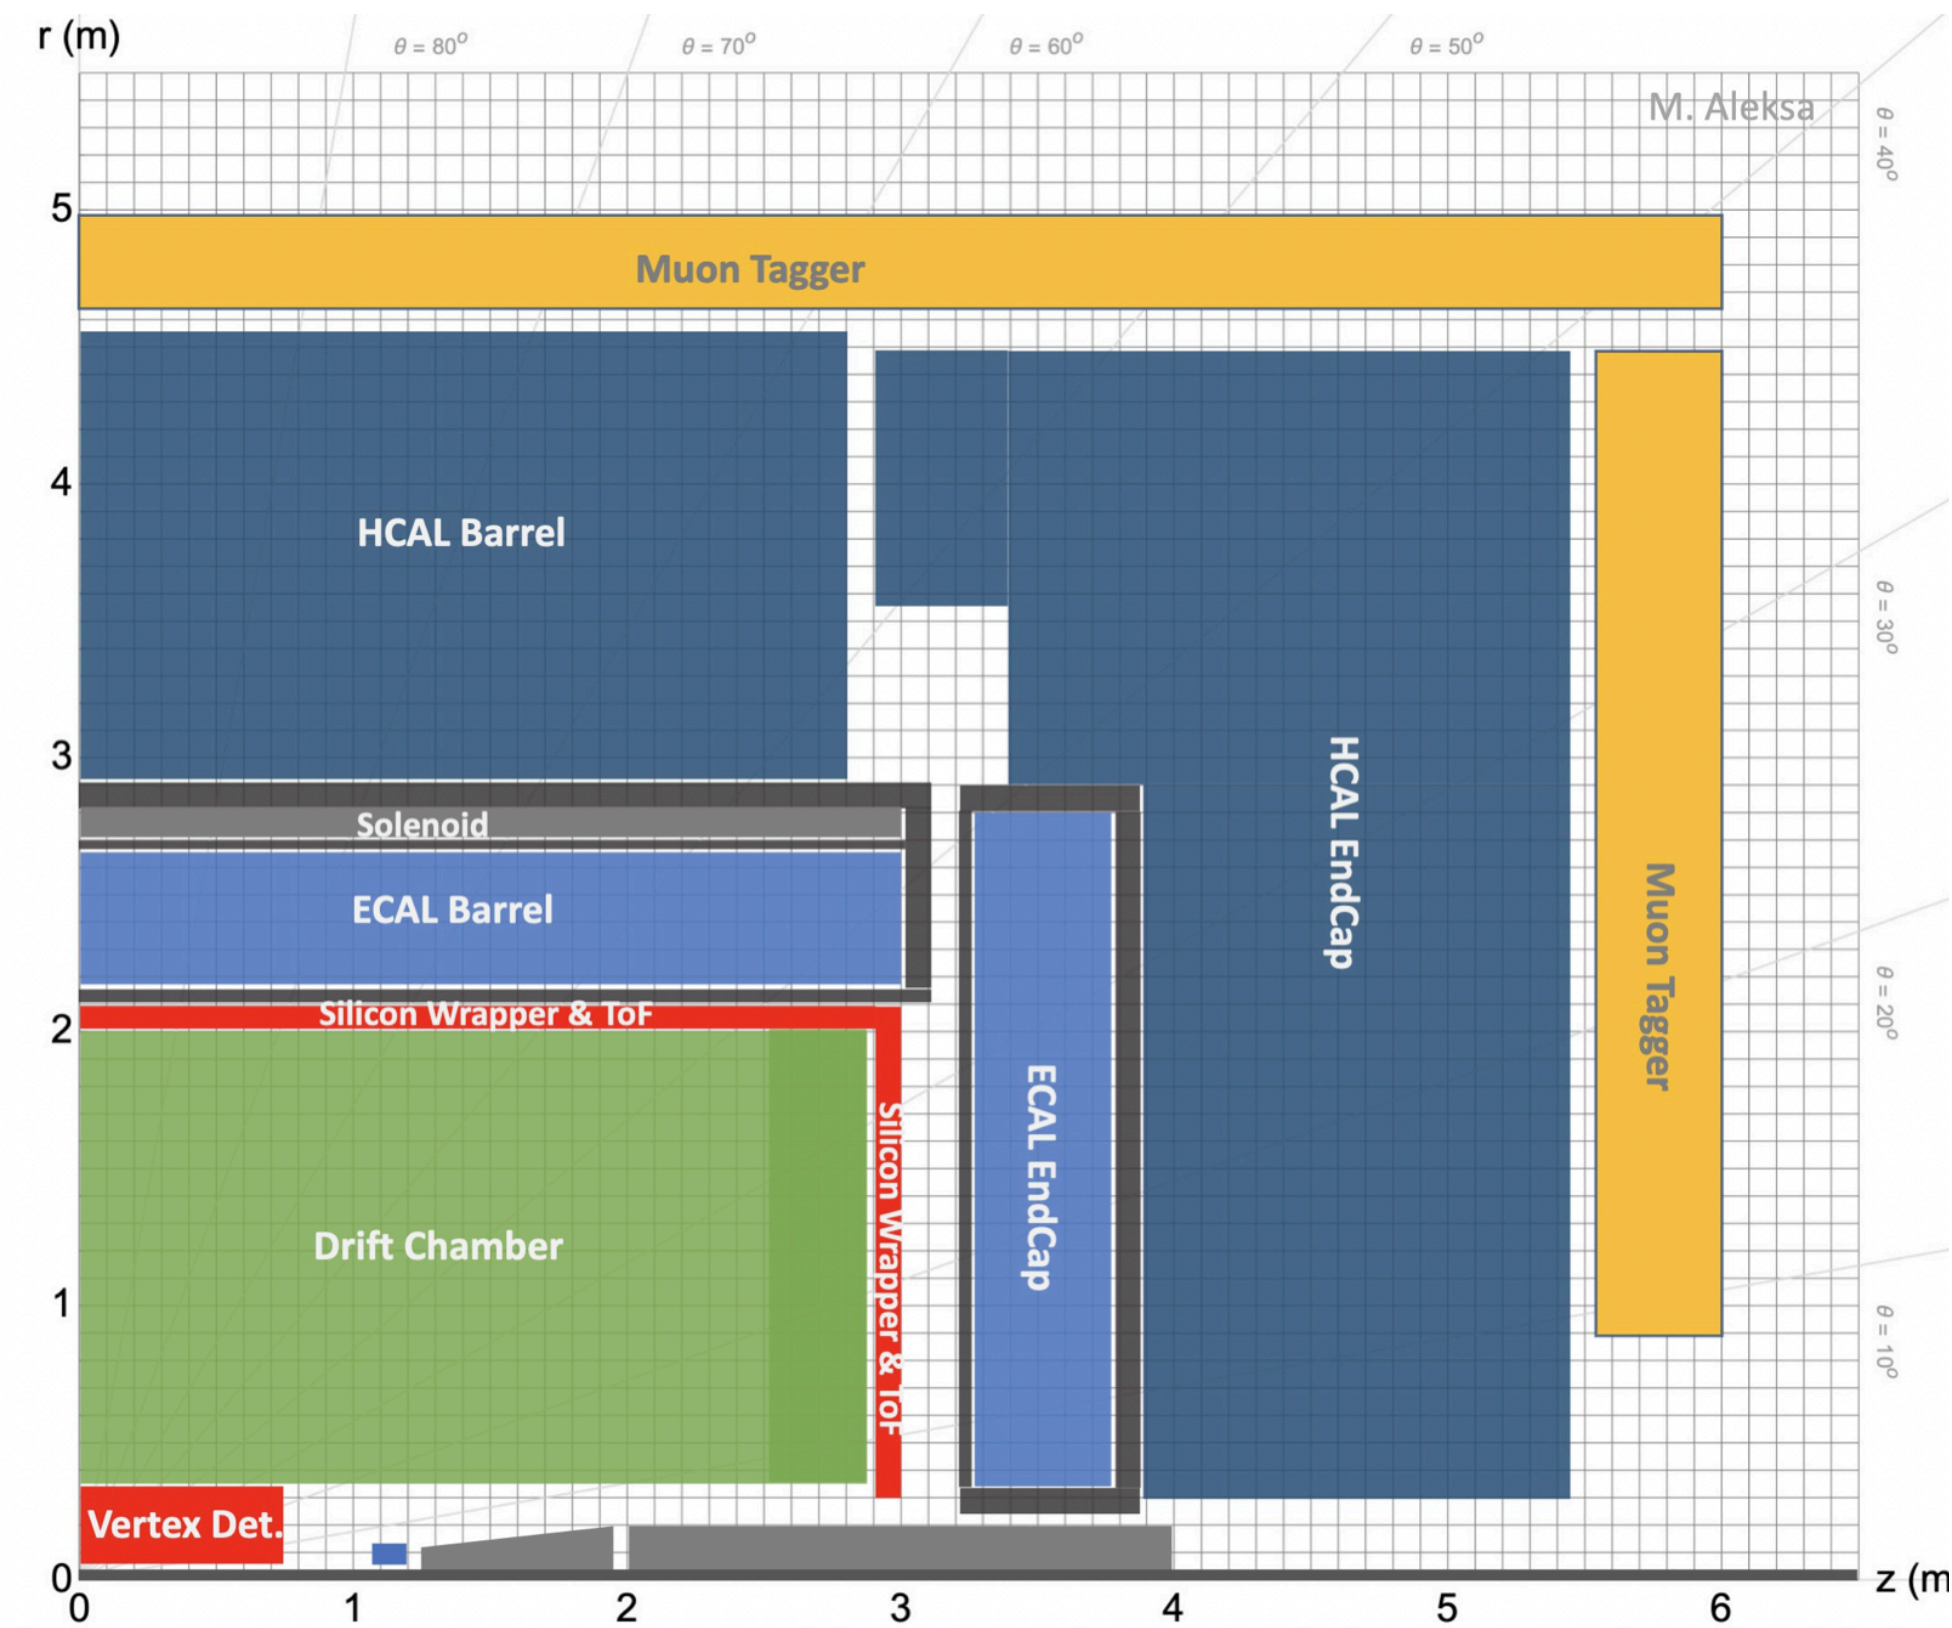 r (m)
θ = 80°
θ = 70°
θ = 60°
θ = 50°
M. Aleksa
θ = 40°
5
Muon Tagger
4
HCAL Barrel
θ = 30°
3
HCAL EndCap
Solenoid
Muon Tagger
ECAL Barrel
θ = 20°
Silicon Wrapper & ToF
2
ECAL EndCap
Silicon Wrapper & ToF
Drift Chamber
1
θ = 10°
Vertex Det.
0
z (m
0
1
2
3
4
5
6